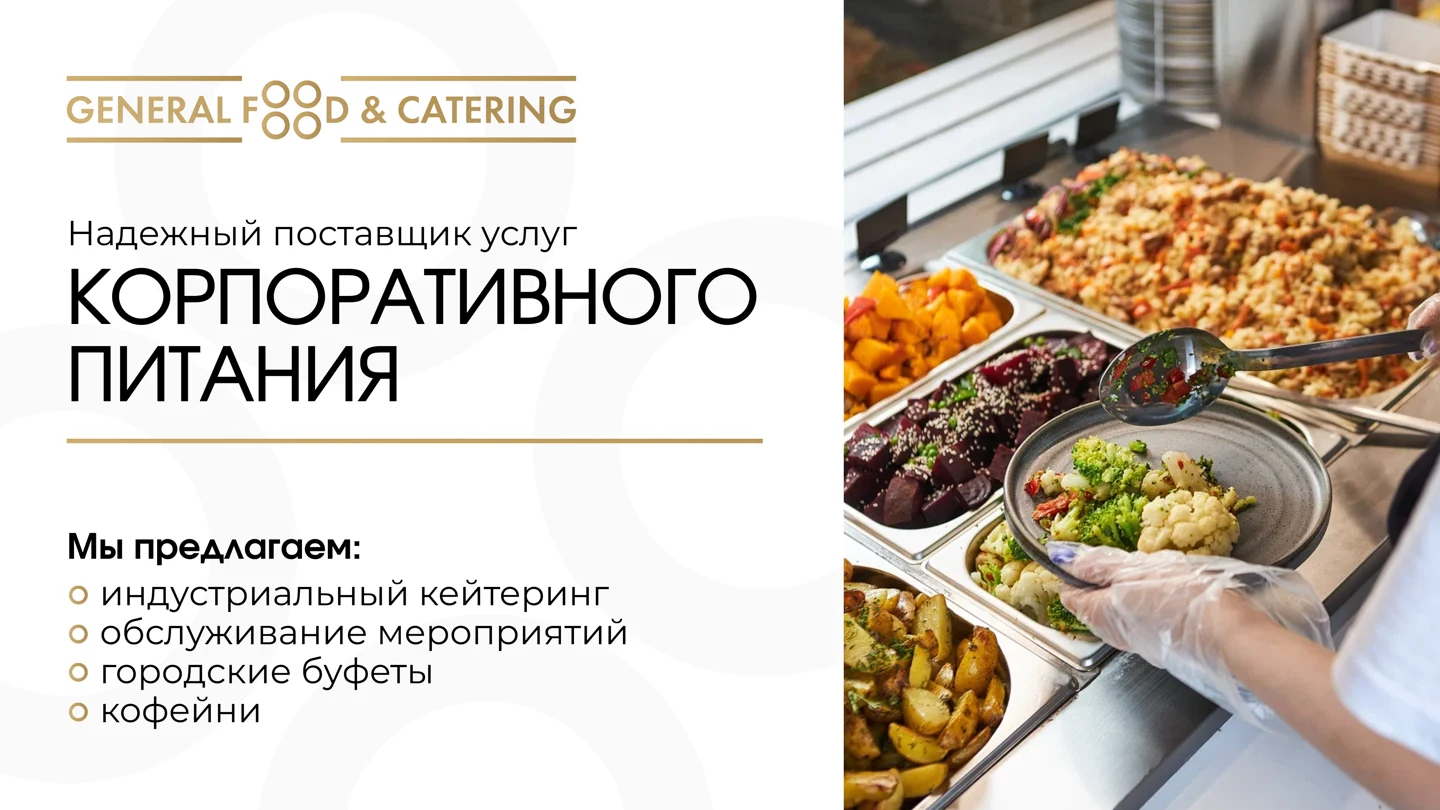 GENERAL FOOD & CATERING
Надежный поставщик услуг
КОРПОРАТИВНОГО
ПИТАНИЯ
Мы предлагаем:
индустриальный кейтеринг
обслуживание мероприятий
городские буфеты
кофейни